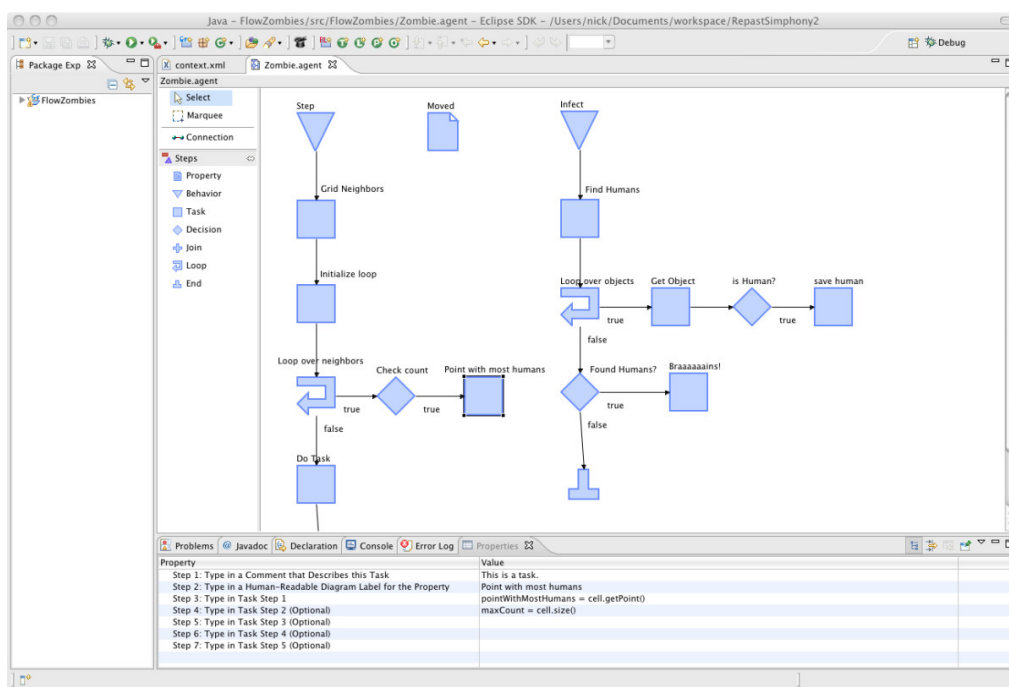 Java - FlowZombies/src/FlowZombies/Zombie.agent - Eclipse SDK - /Users/nick/Documents/workspace/RepastSimphony2
Debug
Package Exp
context.xml
Zombie.agent
Zombie.agent
FlowZombies
Select
Marquee
Connection
Steps
Property
Behavior
Task
Decision
Join
Loop
End
Step
Moved
Infect
Grid Neighbors
Find Humans
Initialize loop
Loop over objects
Get Object
is Human?
save human
true
true
false
Loop over neighbors
Check count
Point with most humans
Found Humans?
Braaaaaains!
true
true
true
false
false
Do Task
Problems
Javadoc
Declaration
Console
Error Log
Properties
Property Value
Step 1: Type in a Comment that Describes this Task This is a task.
Step 2: Type in a Human-Readable Diagram Label for the Property Point with most humans
Step 3: Type in Task Step 1 pointWithMostHumans = cell.getPoint()
Step 4: Type in Task Step 2 (Optional) maxCount = cell.size()
Step 5: Type in Task Step 3 (Optional)
Step 6: Type in Task Step 4 (Optional)
Step 7: Type in Task Step 5 (Optional)